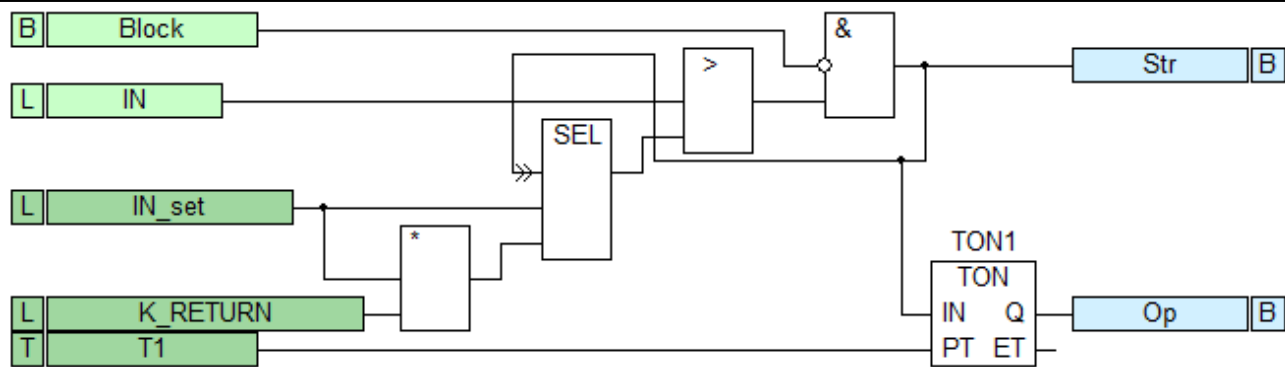 B Block &
L IN > Str B
SEL
L IN_set
*
TON1
TON
L K_RETURN IN Q Op B
T T1 PT ET